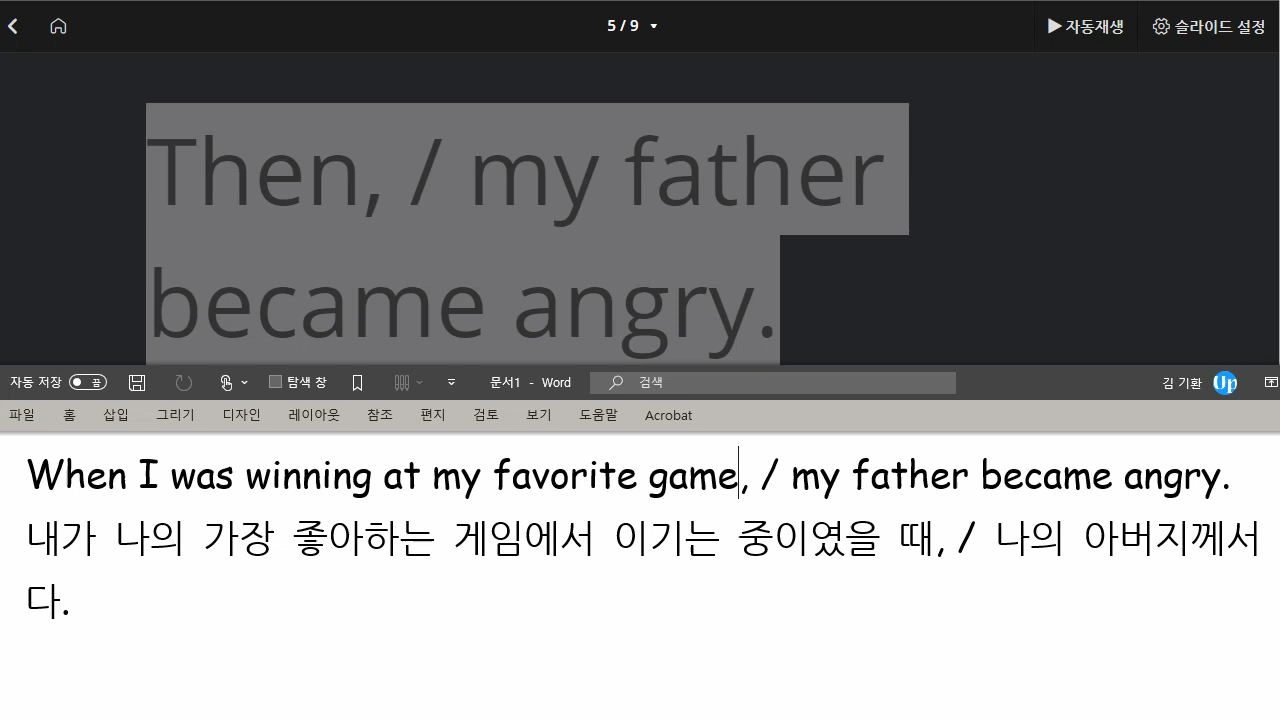 5 / 9
자동재생
슬라이드 설정
Then, / my father
became angry.
자동 저장 끔 탐색 창 문서1 - Word 검색 김 기환 Up
파일 홈 삽입 그리기 디자인 레이아웃 참조 편지 검토 보기 도움말 Acrobat
When I was winning at my favorite game, / my father became angry.
내가 나의 가장 좋아하는 게임에서 이기는 중이였을 때, / 나의 아버지께서
다.